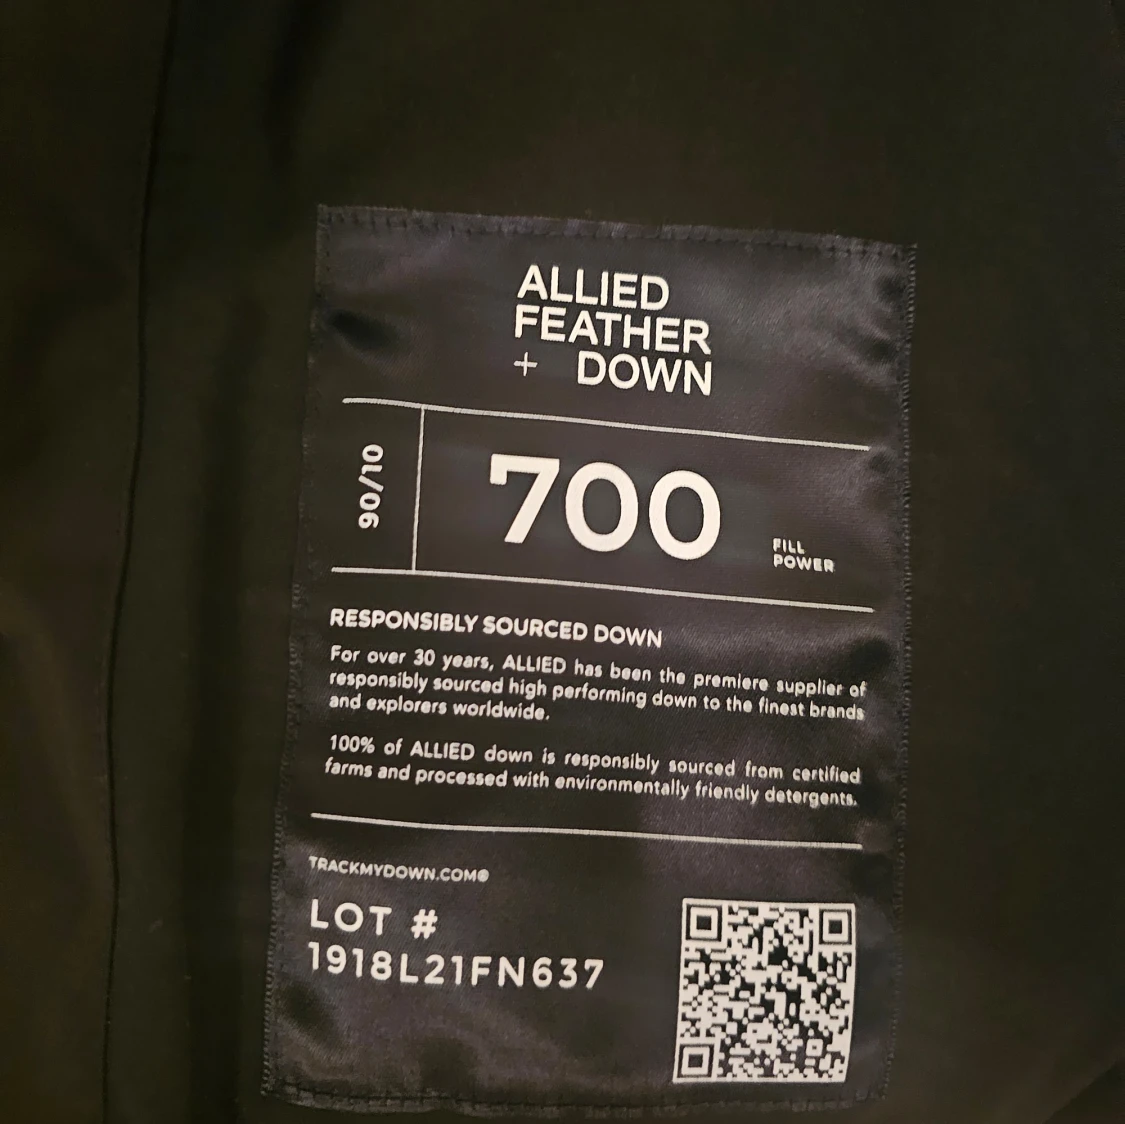 ALLIED
FEATHER
+ DOWN
90/10
700
FILL
POWER
RESPONSIBLY SOURCED DOWN
For over 30 years, ALLIED has been the premiere supplier of
responsibly sourced high performing down to the finest brands
and explorers worldwide.
100% of ALLIED down is responsibly sourced from certified
farms and processed with environmentally friendly detergents.
TRACKMYDOWN.COM®
LOT #
1918L21FN637